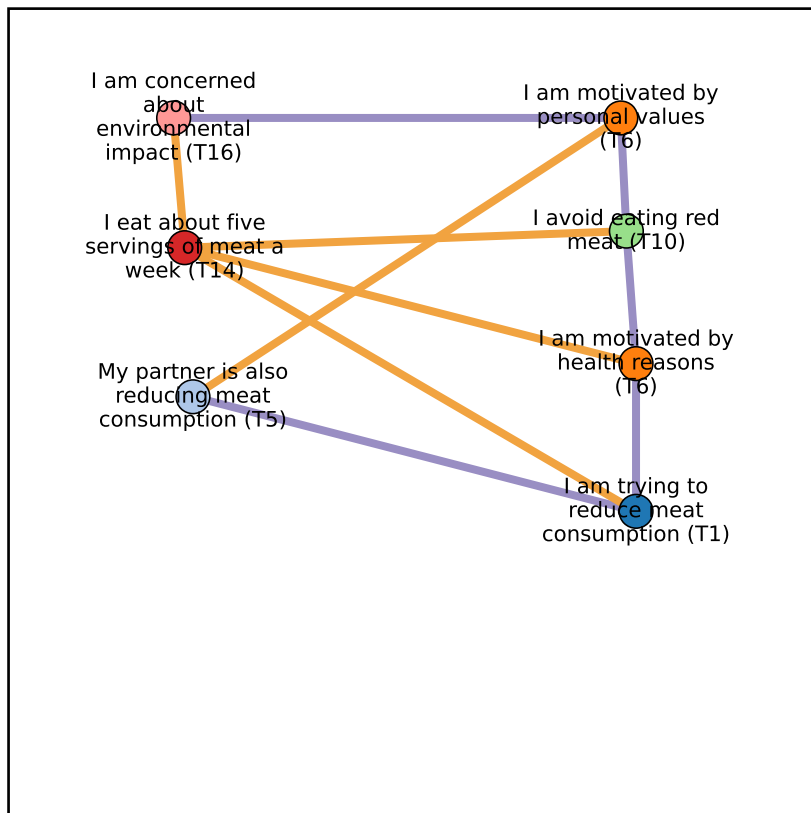 I am concerned
about
environmental
impact (T16)
I am motivated by
personal values
(T6)
I eat about five
servings of meat a
week (T14)
I avoid eating red
meat (T10)
My partner is also
reducing meat
consumption (T5)
I am motivated by
health reasons
(T6)
I am trying to
reduce meat
consumption (T1)